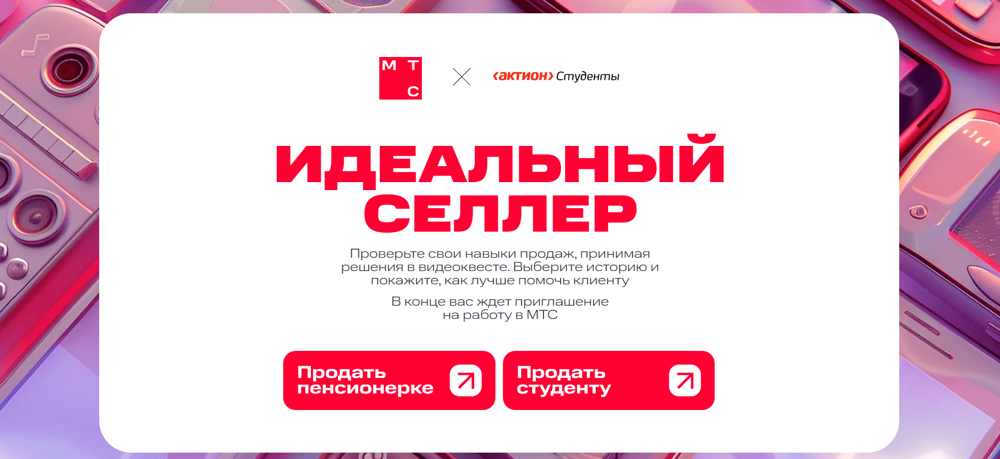 МТС
‹актион› Студенты
ИДЕАЛЬНЫЙ
СЕЛЛЕР
Проверьте свои навыки продаж, принимая
решения в видеоквесте. Выберите историю и
покажите, как лучше помочь клиенту
В конце вас ждет приглашение
на работу в МТС
Продать
пенсионерке
Продать
студенту